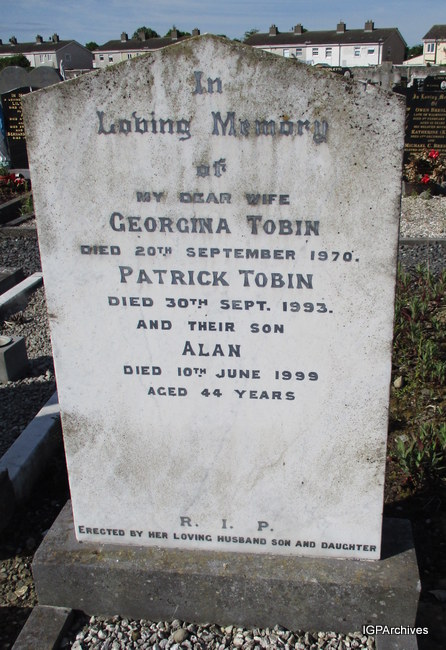 In
Loving Memory
of
MY DEAR WIFE
GEORGINA TOBIN
DIED 20TH SEPTEMBER 1970.
PATRICK TOBIN
DIED 30TH SEPT. 1993.
AND THEIR SON
ALAN
DIED 10TH JUNE 1999
AGED 44 YEARS
R. I. P.
ERECTED BY HER LOVING HUSBAND SON AND DAUGHTER
IGPArchives